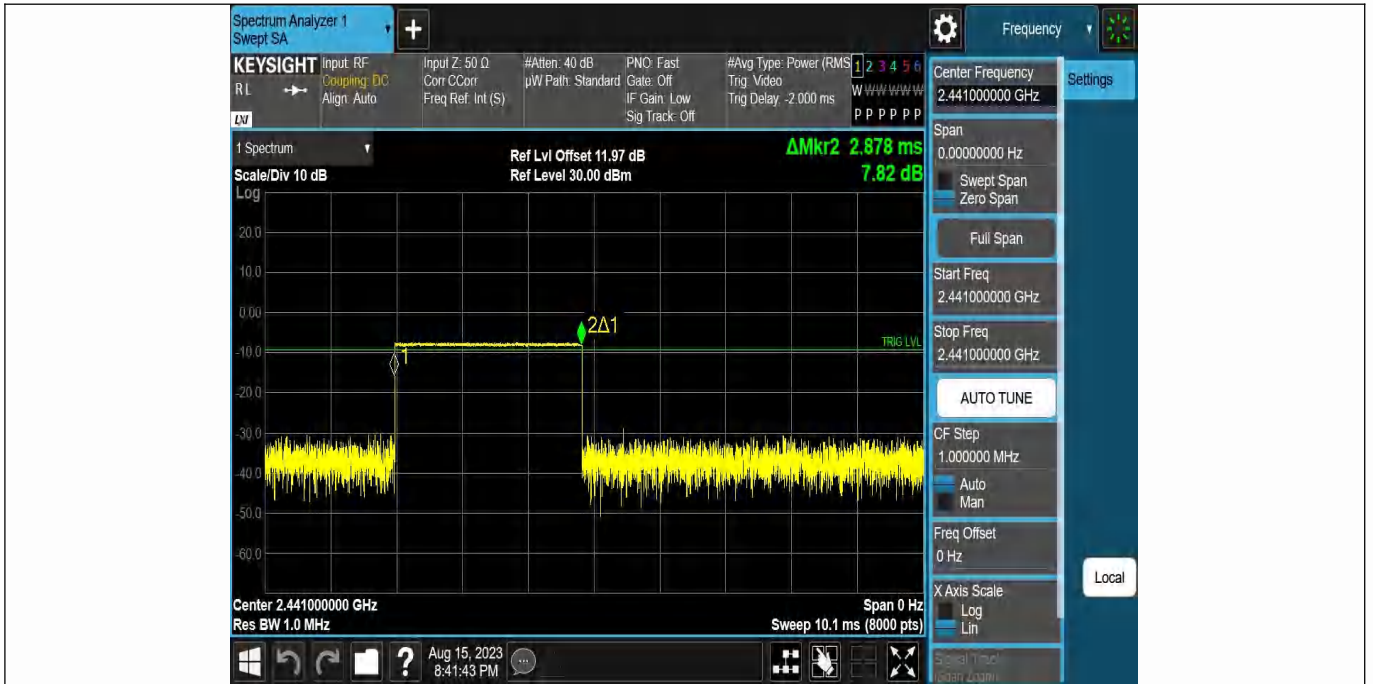 Spectrum Analyzer 1
Swept SA
+
Frequency
KEYSIGHT
R L
LXI
Input: RF
Coupling: DC
Align: Auto
Input Z: 50 Ω
Corr CCorr
Freq Ref: Int (S)
#Atten: 40 dB
µW Path: Standard
PNO: Fast
Gate: Off
IF Gain: Low
Sig Track: Off
#Avg Type: Power (RMS
Trig: Video
Trig Delay: -2.000 ms
1 2 3 4 5 6
W W W W W W
P P P P P P
Center Frequency
2.441000000 GHz
Settings
1 Spectrum
Scale/Div 10 dB
Ref Lvl Offset 11.97 dB
Ref Level 30.00 dBm
ΔMkr2 2.878 ms
7.82 dB
Span
0.00000000 Hz
Swept Span
Zero Span
Full Span
Start Freq
2.441000000 GHz
Stop Freq
2.441000000 GHz
AUTO TUNE
CF Step
1.000000 MHz
Auto
Man
Freq Offset
0 Hz
X Axis Scale
Log
Lin
Signal Track
(Span Zoom)
Local
Log
20.0
10.0
0.00
-10.0
-20.0
-30.0
-40.0
-50.0
-60.0
2Δ1
1
TRIG LVL
Center 2.441000000 GHz
Res BW 1.0 MHz
Span 0 Hz
Sweep 10.1 ms (8000 pts)
?
Aug 15, 2023
8:41:43 PM